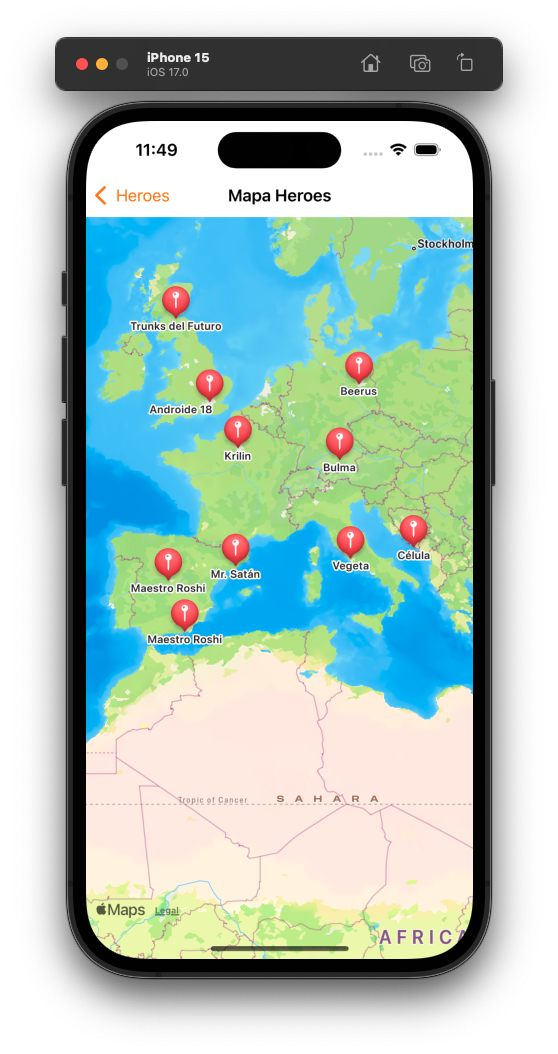 iPhone 15
iOS 17.0
11:49
Heroes
Mapa Heroes
Stockholm
Trunks del Futuro
Androide 18
Beerus
Krilin
Bulma
Célula
Mr. Satán
Vegeta
Maestro Roshi
Maestro Roshi
Tropic of Cancer
SAHARA
Maps
Legal
AFRICA